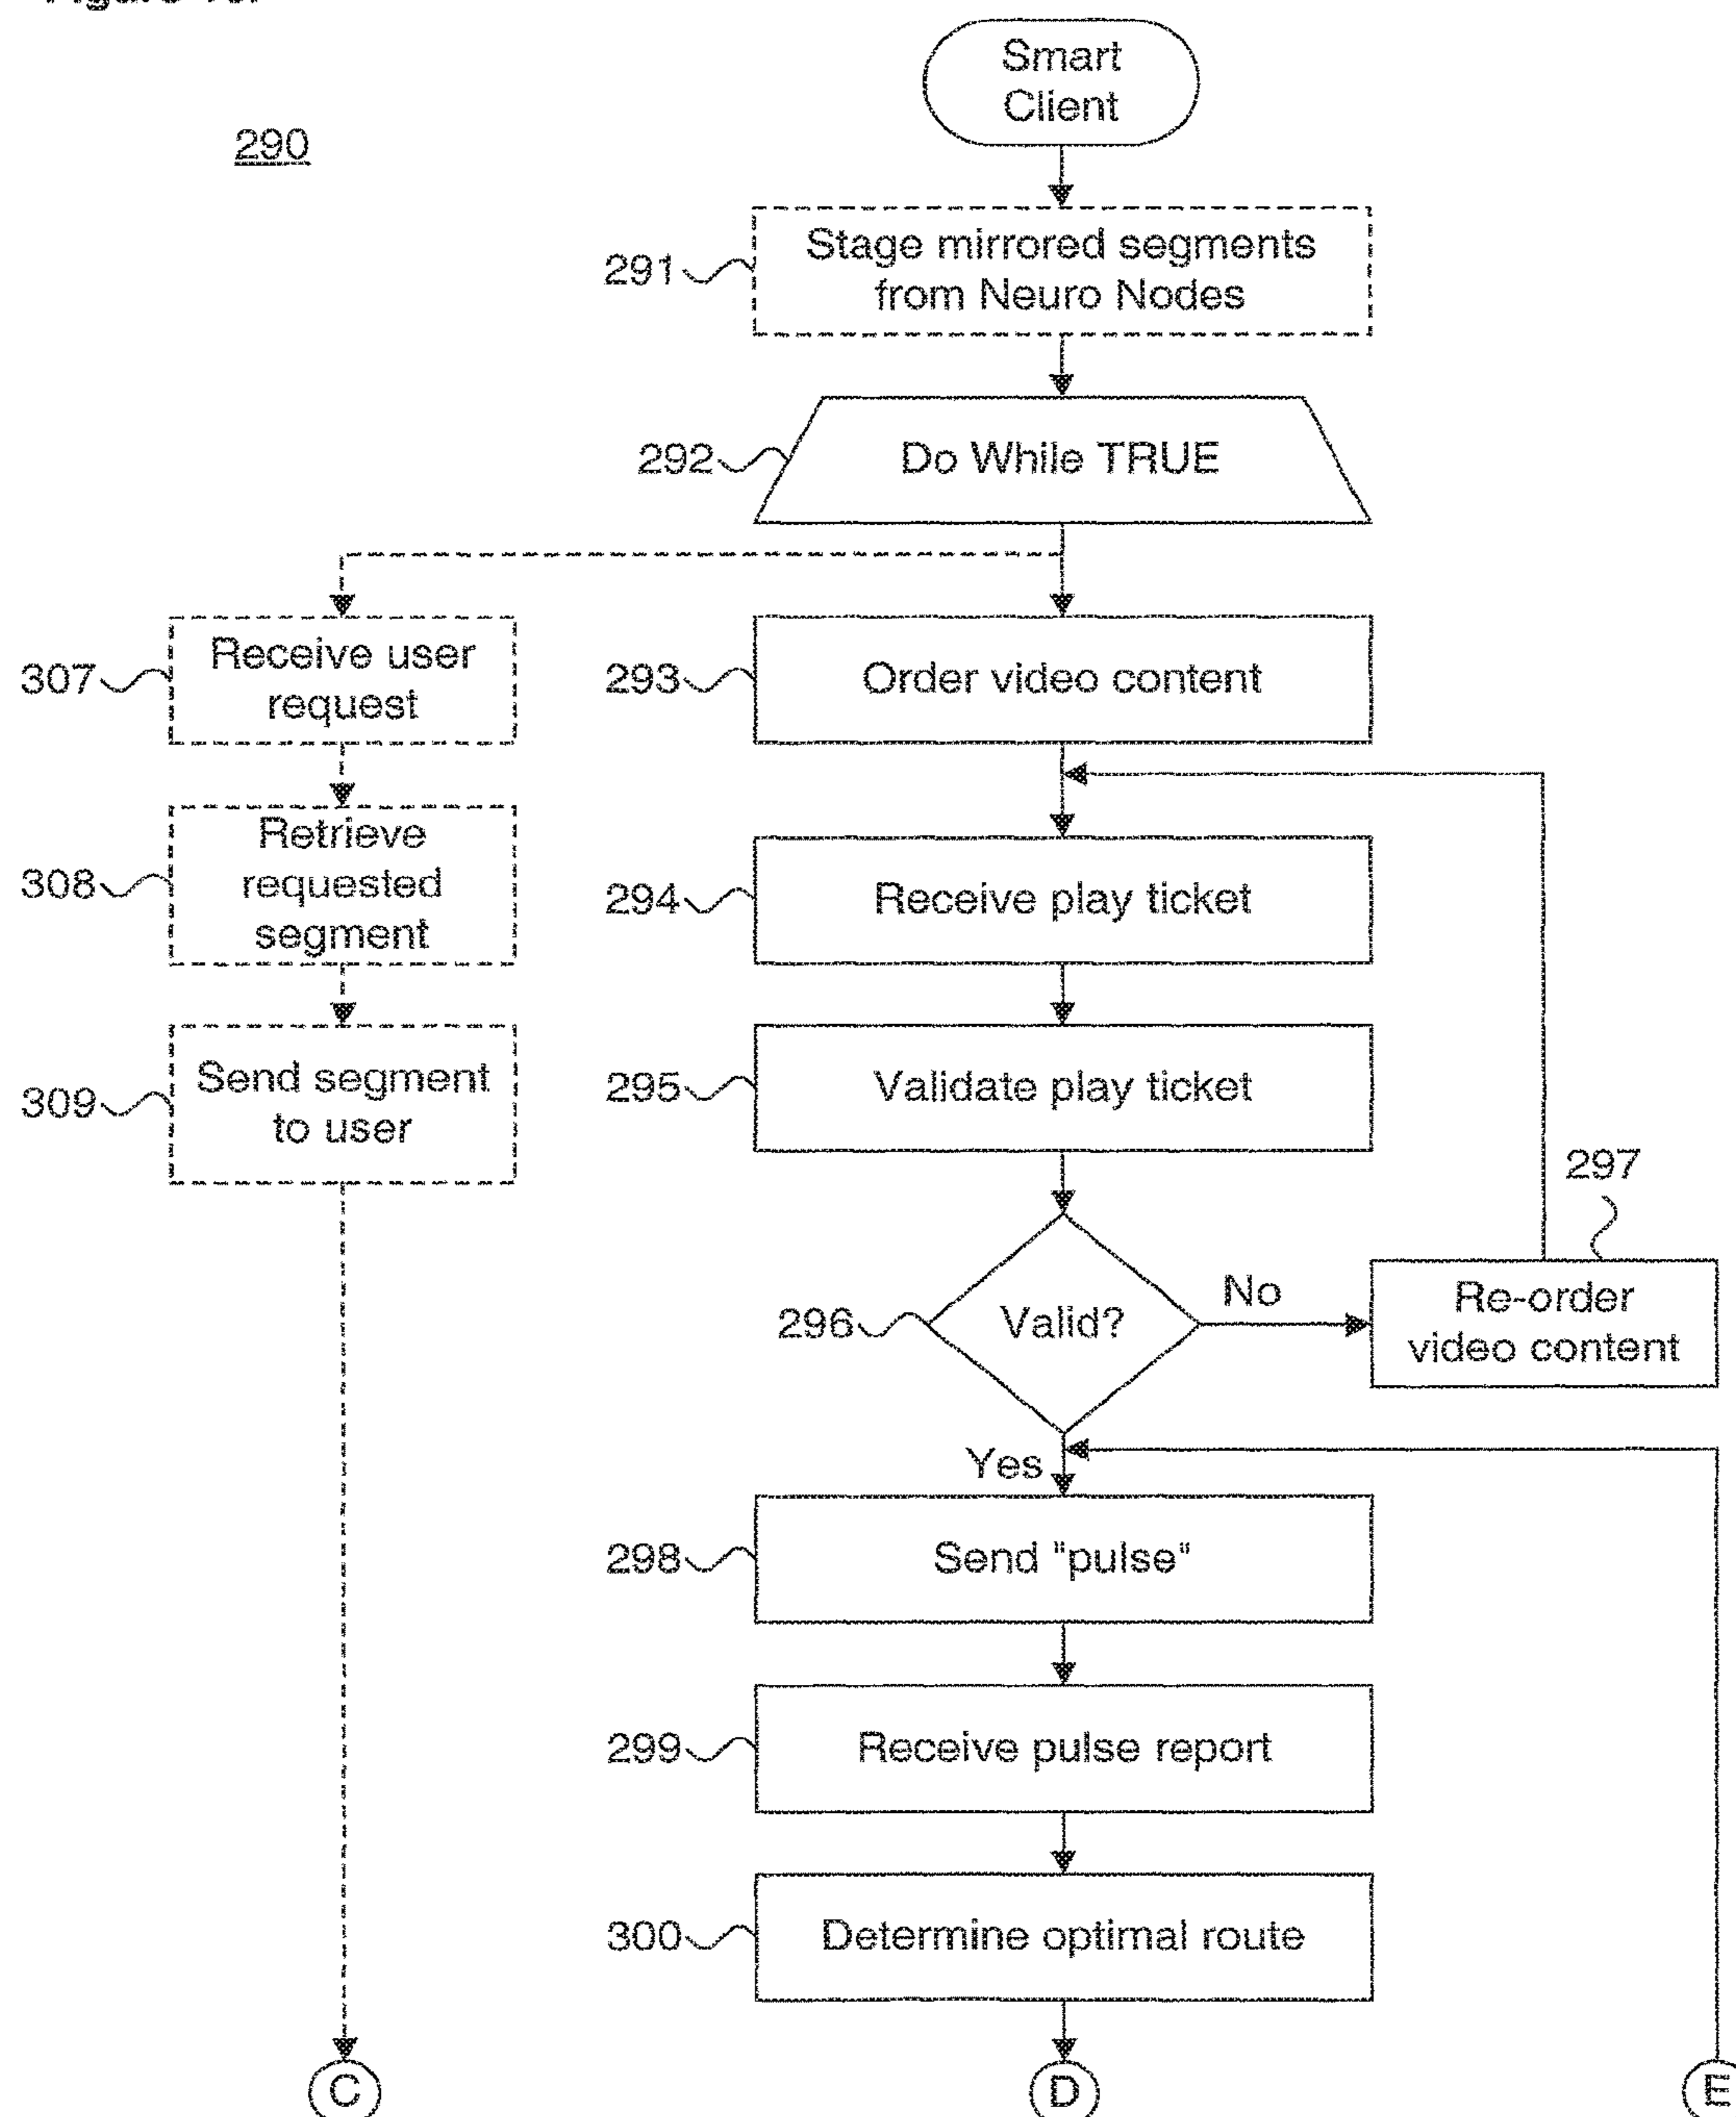 Smart
Client
290
291
Stage mirrored segments
from Neuro Nodes
292
Do While TRUE
307
Receive user
request
293
Order video content
308
Retrieve
requested
segment
294
Receive play ticket
309
Send segment
to user
295
Validate play ticket
297
296
Valid?
No
Re-order
video content
Yes
298
Send "pulse"
299
Receive pulse report
300
Determine optimal route
C
D
E